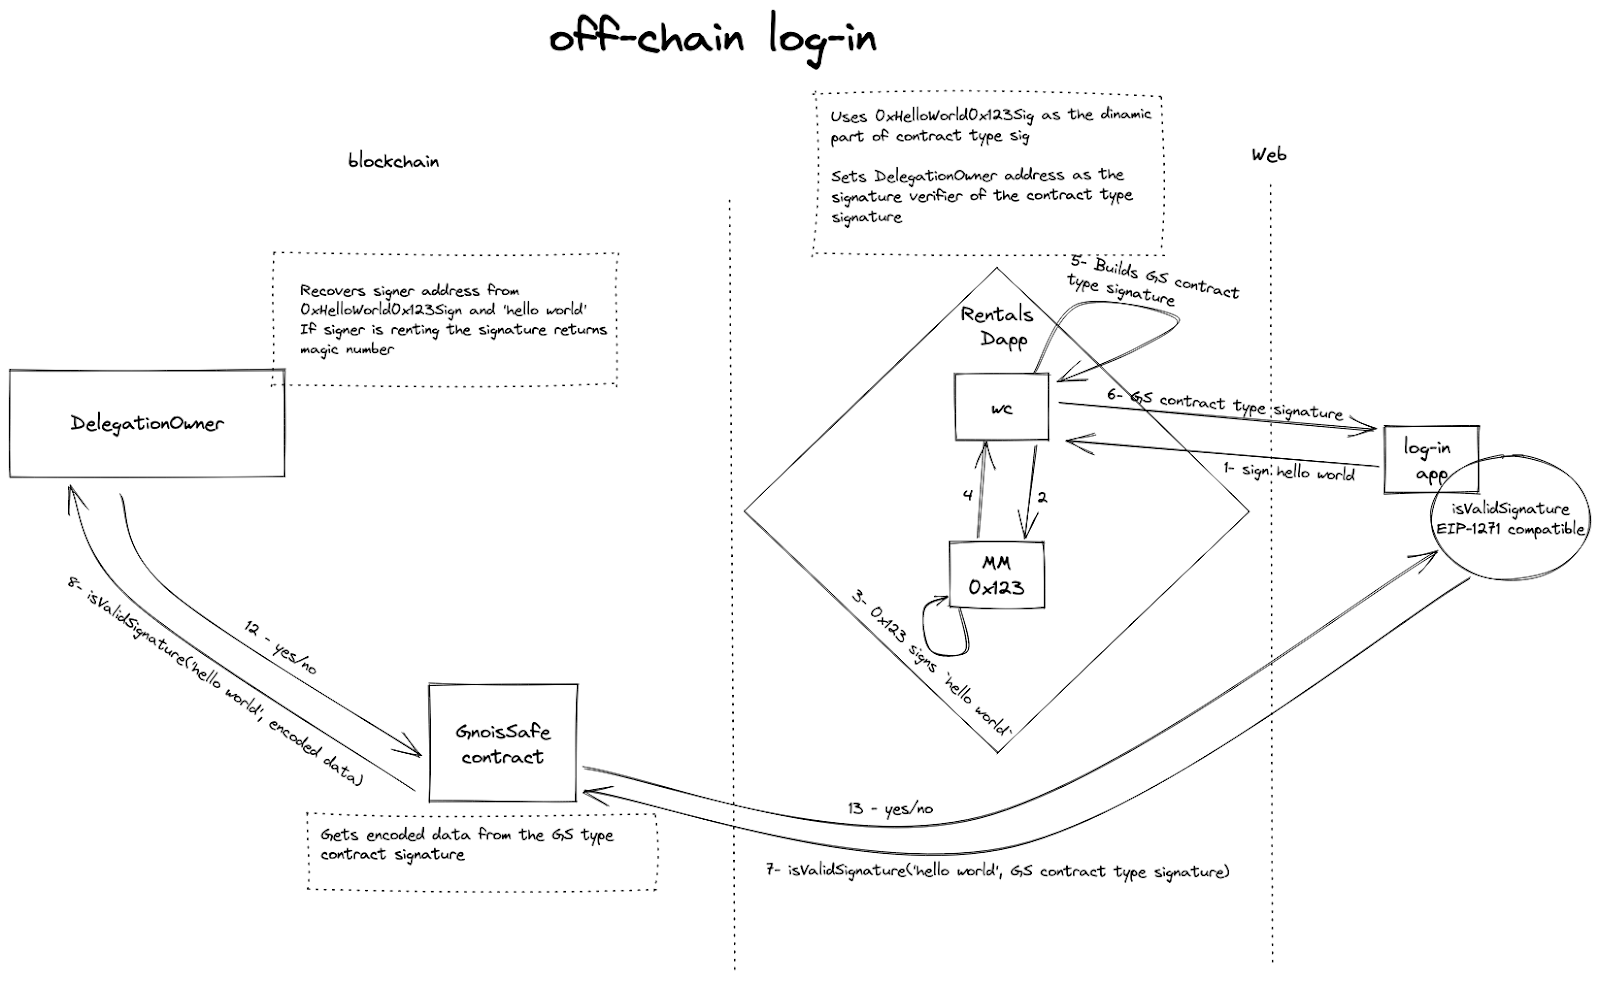 off-chain log-in
blockchain
Web
Uses 0xHelloWorld0x123Sig as the dinamic
part of contract type sig
Sets DelegationOwner address as the
signature verifier of the contract type
signature
Recovers signer address from
0xHelloWorld0x123Sign and 'hello world'
If signer is renting the signature returns
magic number
DelegationOwner
5- Builds GS contract
type signature
Rentals
Dapp
wc
6- GS contract type signature
1- sign:hello world
log-in
app
isValidSignature
EIP-1271 compatible
4
2
MM
0x123
3- 0x123 signs 'hello world'
8- isValidSignature('hello world', encoded data)
12 - yes/no
GnoisSafe
contract
Gets encoded data from the GS type
contract signature
13 - yes/no
7- isValidSignature('hello world', GS contract type signature)